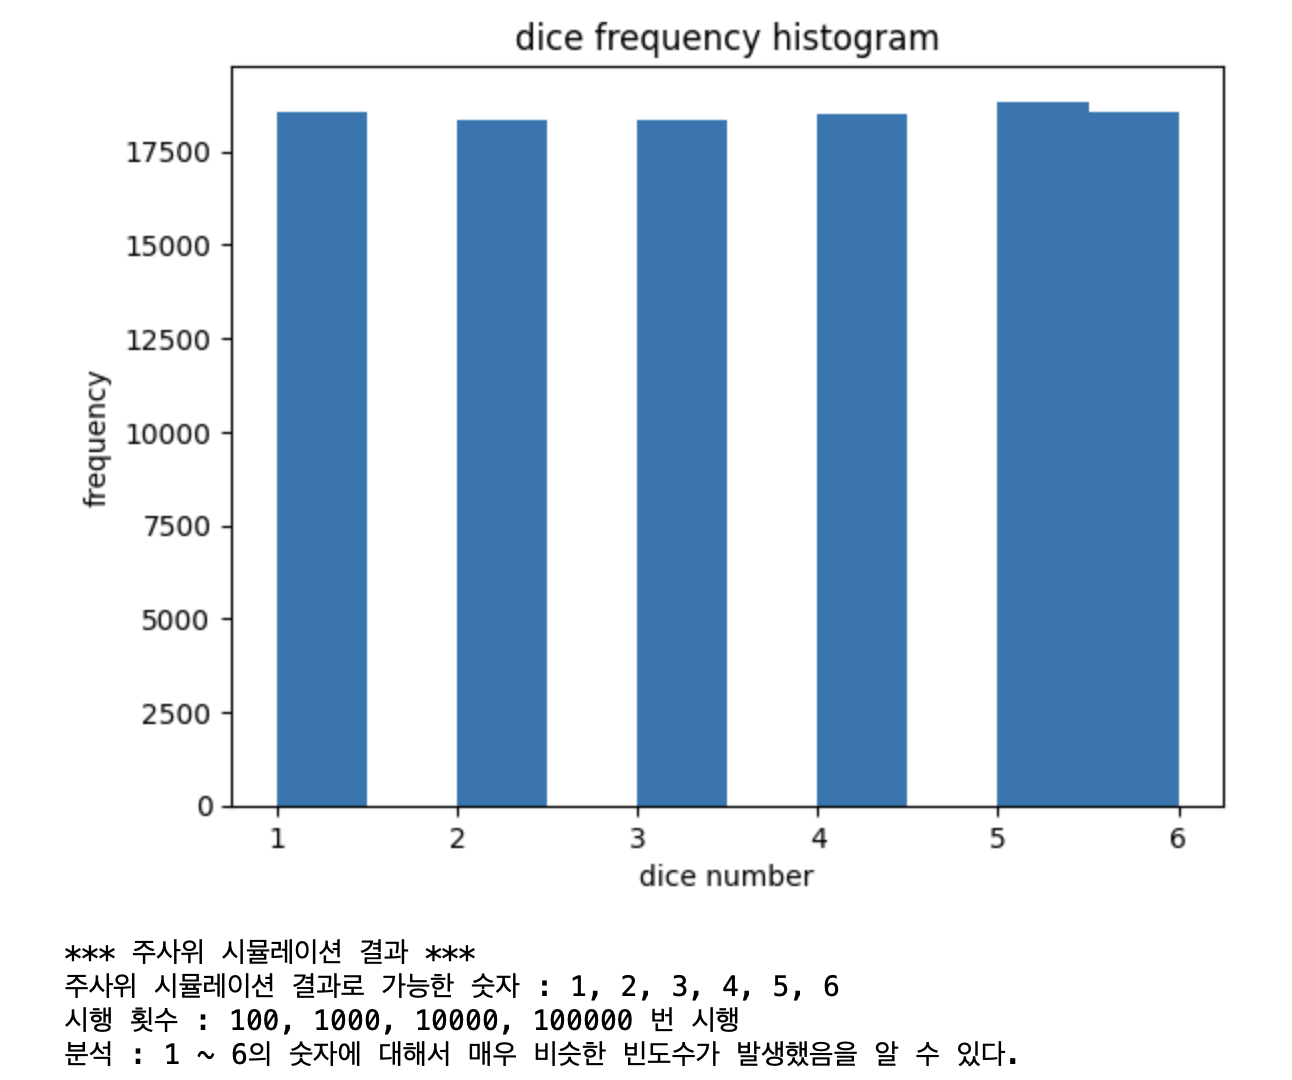 dice frequency histogram
17500
15000
12500
10000
7500
5000
2500
0
frequency
1 2 3 4 5 6
dice number
*** 주사위 시뮬레이션 결과 ***
주사위 시뮬레이션 결과로 가능한 숫자 : 1, 2, 3, 4, 5, 6
시행 횟수 : 100, 1000, 10000, 100000 번 시행
분석 : 1 ~ 6의 숫자에 대해서 매우 비슷한 빈도수가 발생했음을 알 수 있다.